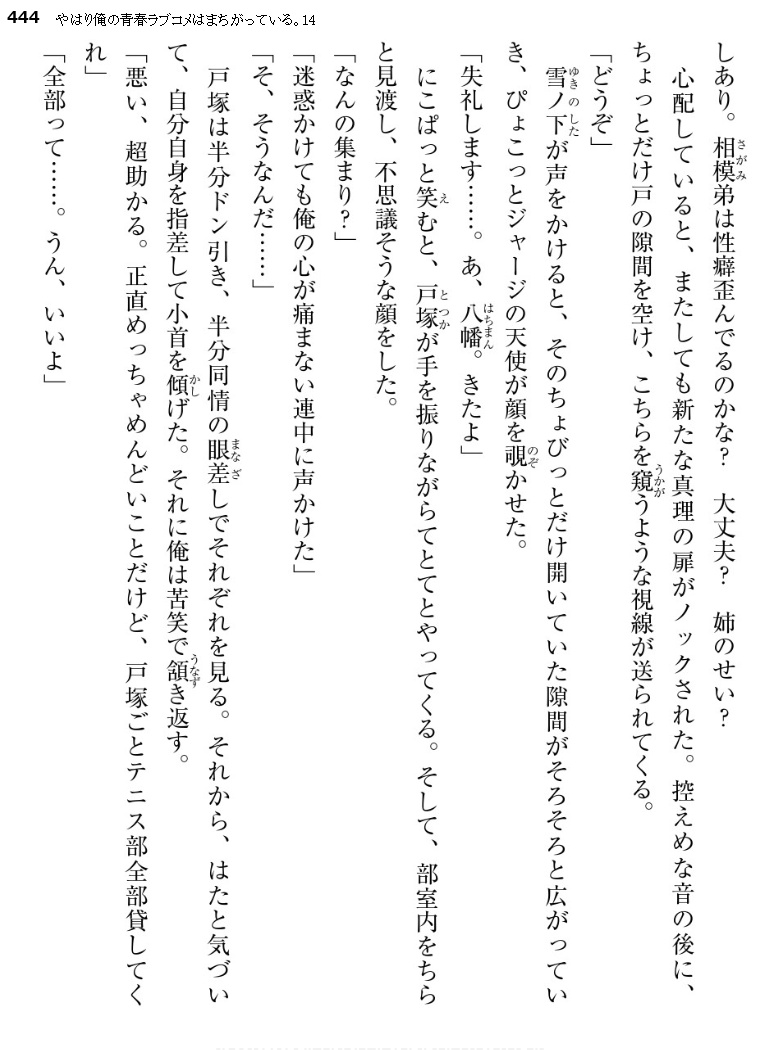 444 やはり俺の青春ラブコメはまちがっている。14
しあり。相模弟は性癖歪んでるのかな？　大丈夫？　姉のせい？
　心配していると、またしても新たな真理の扉がノックされた。控えめな音の後に、
ちょっとだけ戸の隙間を空け、こちらを窺うような視線が送られてくる。
「どうぞ」
　雪ノ下が声をかけると、そのちょびっとだけ開いていた隙間がそろそろと広がってい
き、ぴょこっとジャージの天使が顔を覗かせた。
「失礼します……。あ、八幡。きたよ」
　にこぱっと笑むと、戸塚が手を振りながらてとてとやってくる。そして、部室内をちら
と見渡し、不思議そうな顔をした。
「なんの集まり？」
「迷惑かけても俺の心が痛まない連中に声かけた」
「そ、そうなんだ……」
　戸塚は半分ドン引き、半分同情の眼差しでそれぞれを見る。それから、はたと気づい
て、自分自身を指差して小首を傾げた。それに俺は苦笑で頷き返す。
「悪い、超助かる。正直めっちゃめんどいことだけど、戸塚ごとテニス部全部貸してく
れ」
「全部って……。うん、いいよ」